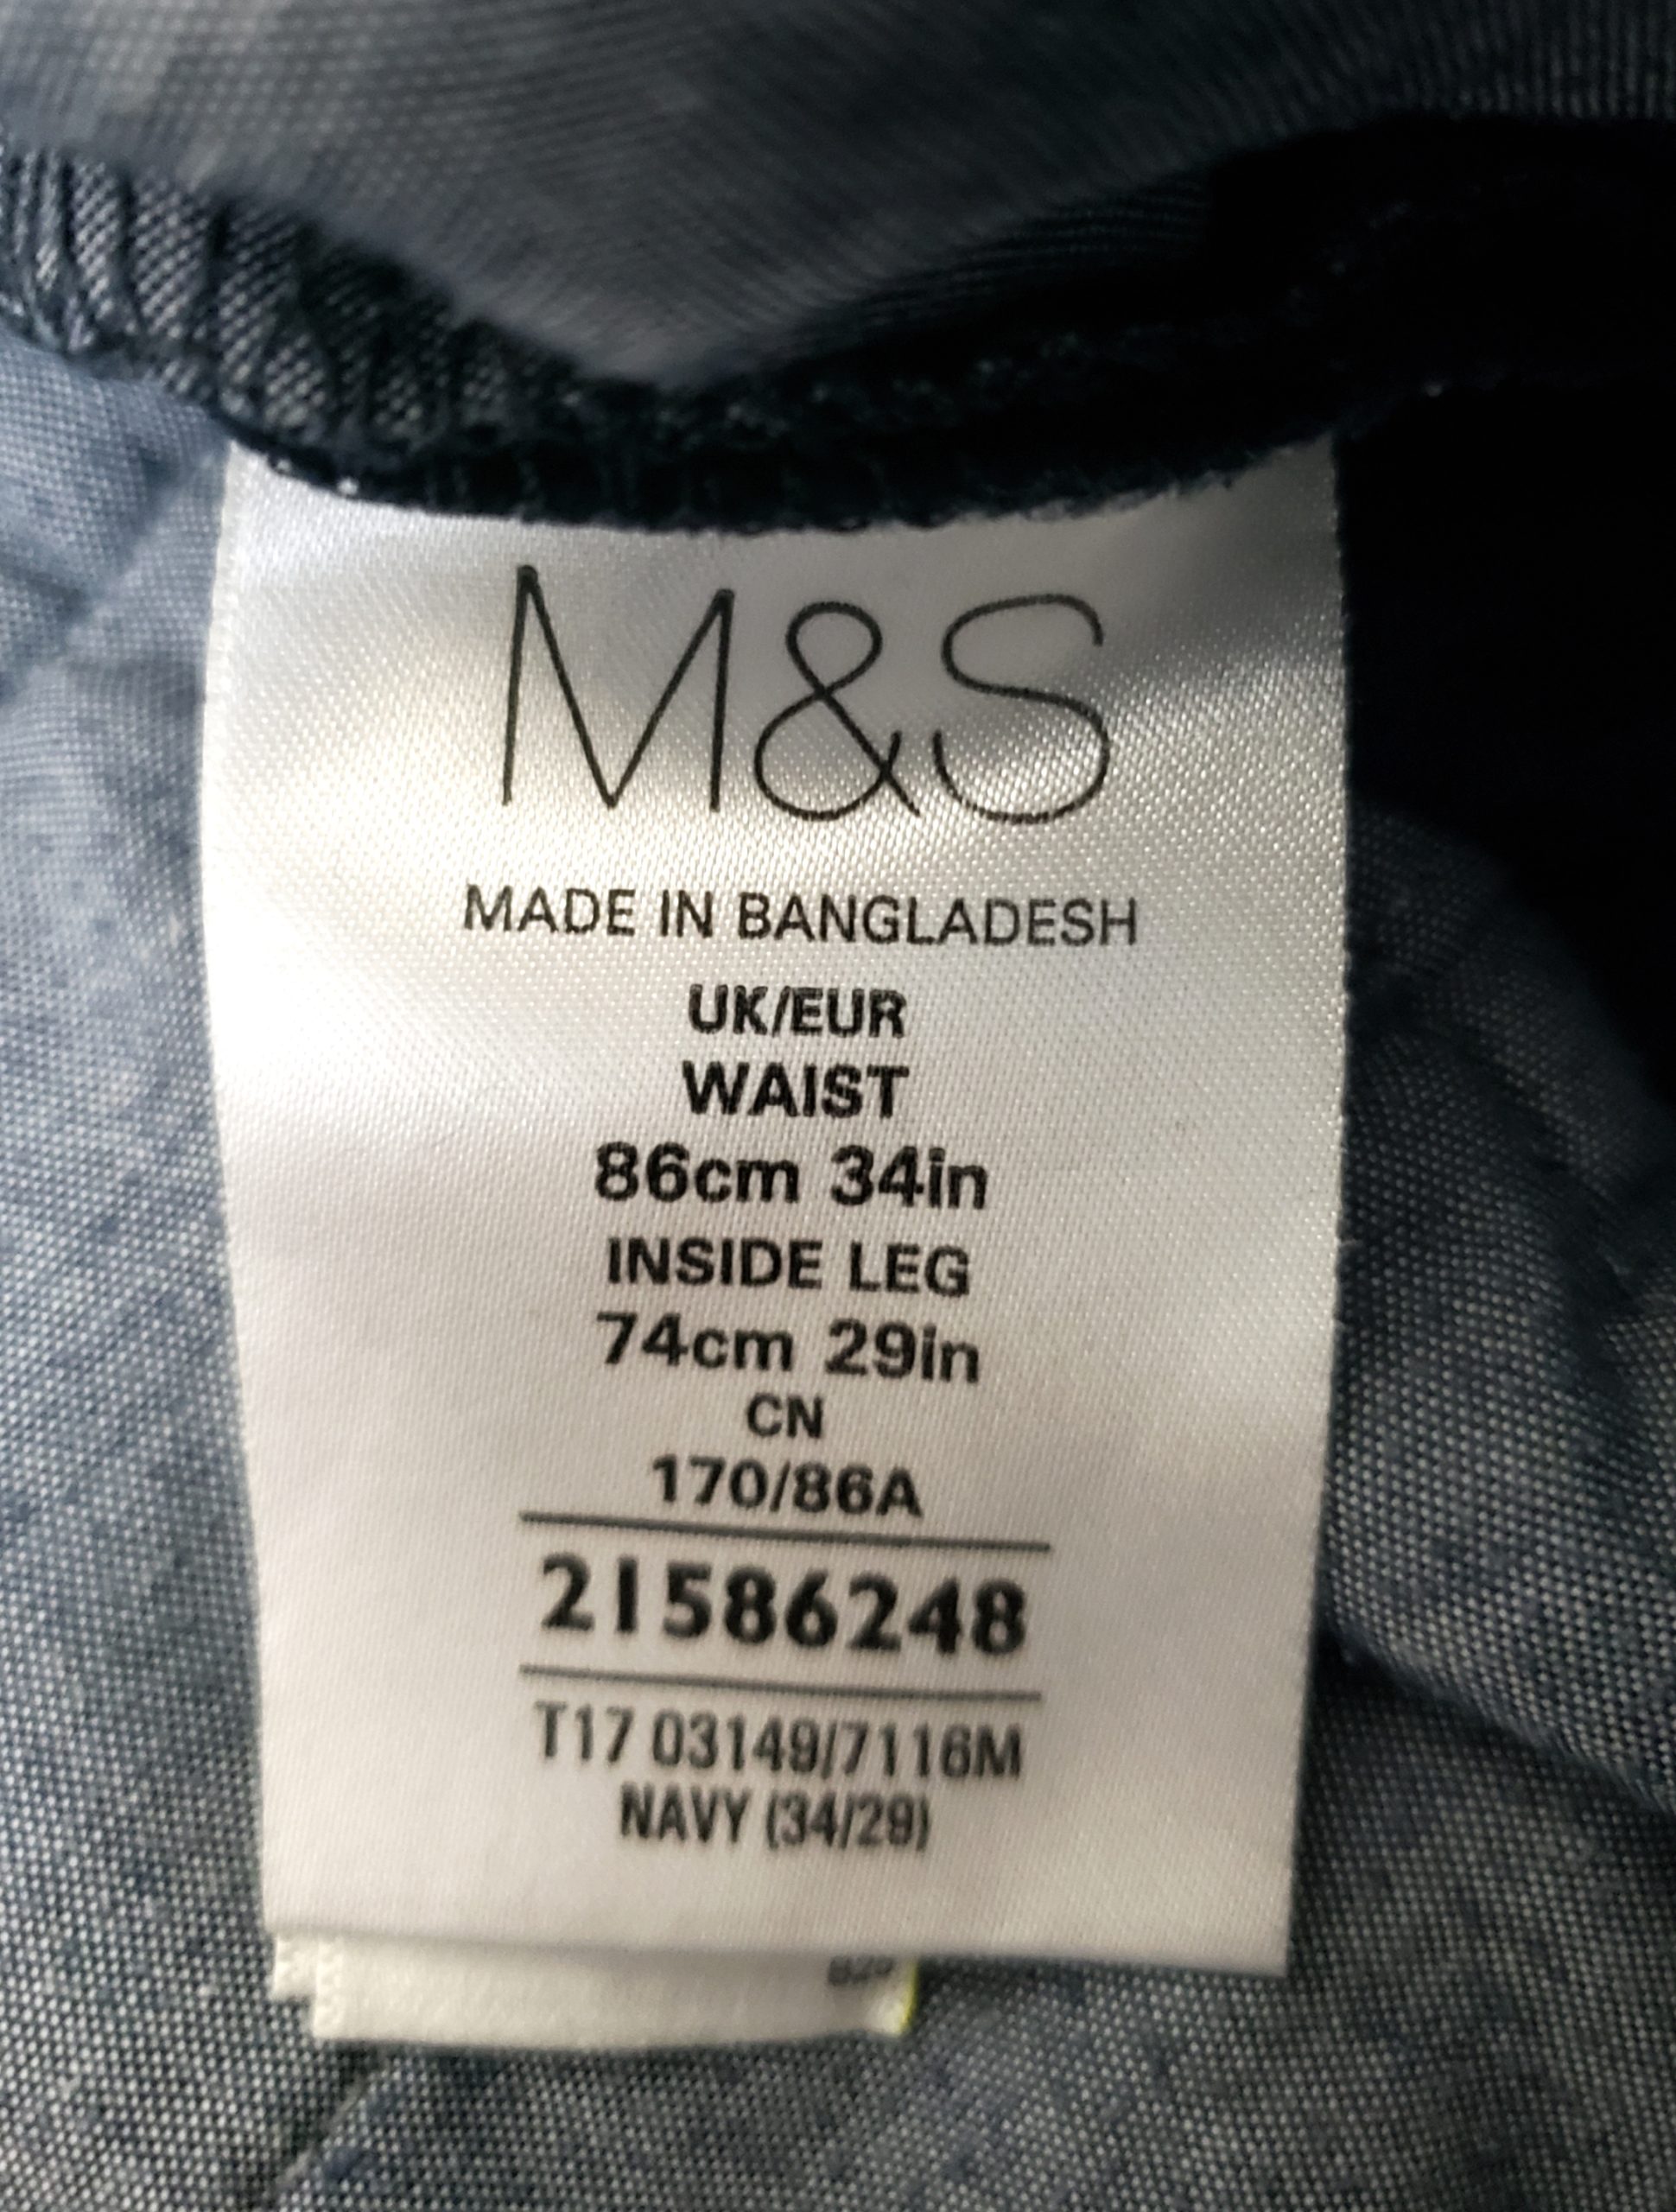 M&S
MADE IN BANGLADESH
UK/EUR
WAIST
86cm 34in
INSIDE LEG
74cm 29in
CN
170/86A
21586248
T17 03149/7116M
NAVY (34/29)